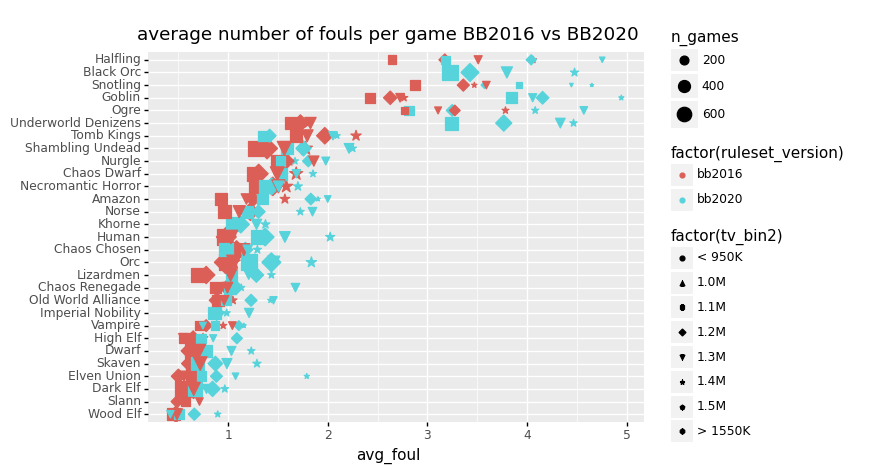 average number of fouls per game BB2016 vs BB2020
Halfling
Black Orc
Snotling
Goblin
Ogre
Underworld Denizens
Tomb Kings
Shambling Undead
Nurgle
Chaos Dwarf
Necromantic Horror
Amazon
Norse
Khorne
Human
Chaos Chosen
Orc
Lizardmen
Chaos Renegade
Old World Alliance
Imperial Nobility
Vampire
High Elf
Dwarf
Skaven
Elven Union
Dark Elf
Slann
Wood Elf
1 2 3 4 5
avg_foul
n_games
200
400
600
factor(ruleset_version)
bb2016
bb2020
factor(tv_bin2)
< 950K
1.0M
1.1M
1.2M
1.3M
1.4M
1.5M
> 1550K